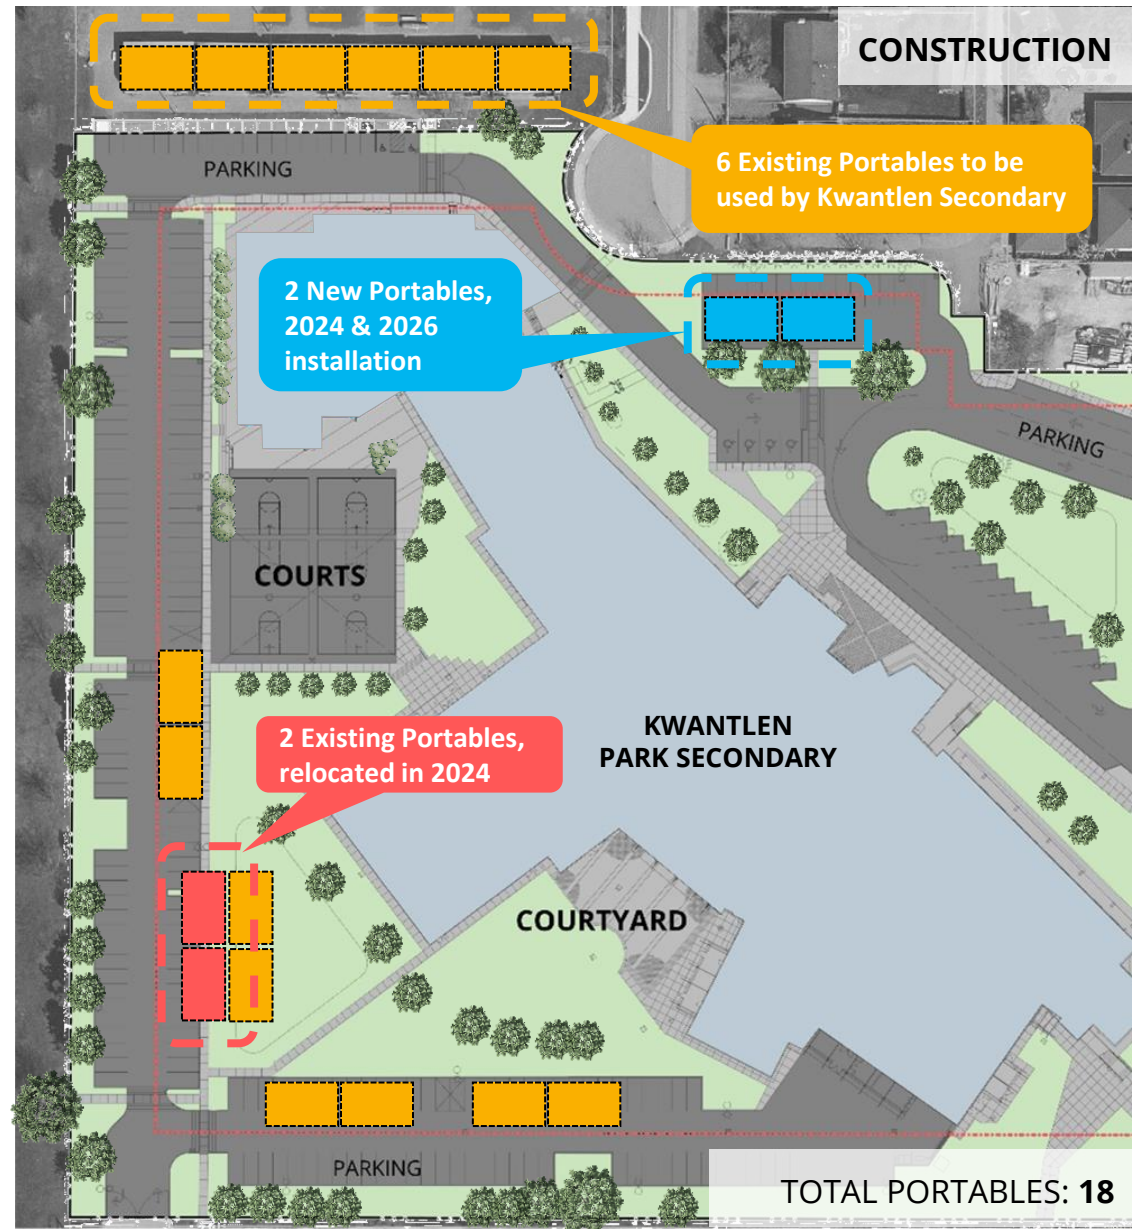 CONSTRUCTION
6 Existing Portables to be
used by Kwantlen Secondary
PARKING
2 New Portables,
2024 & 2026
installation
PARKING
COURTS
KWANTLEN
PARK SECONDARY
2 Existing Portables,
relocated in 2024
COURTYARD
PARKING
TOTAL PORTABLES: 18